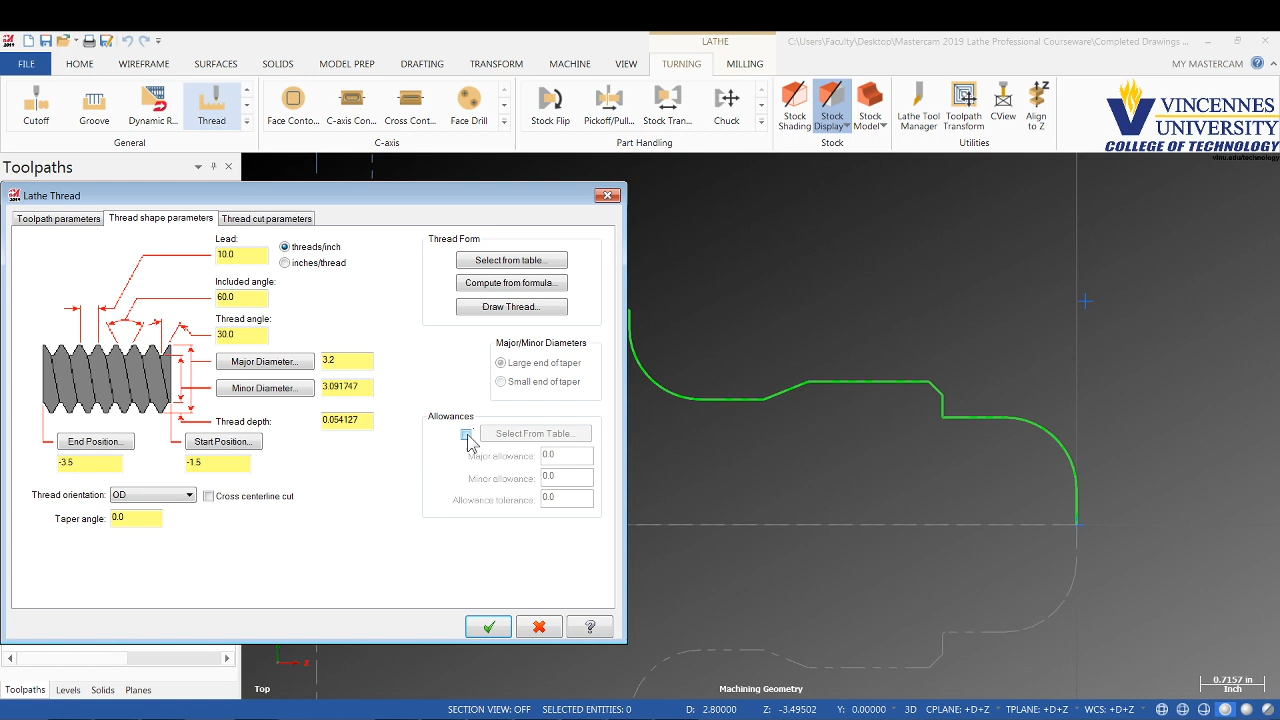 LATHE
C:\Users\Faculty\Desktop\Mastercam 2019 Lathe Professional Courseware\Completed Drawings ...
FILE HOME WIREFRAME SURFACES SOLIDS MODEL PREP DRAFTING TRANSFORM MACHINE VIEW TURNING MILLING MY MASTERCAM
Cutoff Groove Dynamic R... Thread Face Conto... C-axis Con... Cross Cont... Face Drill Stock Flip Pickoff/Pull... Stock Tran... Chuck Stock Shading Stock Display Stock Model Lathe Tool Manager Toolpath Transform CView Align to Z
General C-axis Part Handling Stock Utilities
VINCENNES
UNIVERSITY
COLLEGE OF TECHNOLOGY
vinu.edu/technology
Toolpaths
Lathe Thread
Toolpath parameters Thread shape parameters Thread cut parameters
Lead:
10.0
threads/inch
inches/thread
Included angle:
60.0
Thread angle:
30.0
Major Diameter... 3.2
Minor Diameter... 3.091747
Thread depth: 0.054127
End Position... Start Position...
-3.5 -1.5
Thread orientation: OD Cross centerline cut
Taper angle: 0.0
Thread Form
Select from table...
Compute from formula...
Draw Thread...
Major/Minor Diameters
Large end of taper
Small end of taper
Allowances
Select From Table...
Major allowance: 0.0
Minor allowance: 0.0
Allowance tolerance: 0.0
Toolpaths Levels Solids Planes
Top
Machining Geometry
0.7157 in
Inch
SECTION VIEW: OFF SELECTED ENTITIES: 0 D: 2.80000 Z: -3.49502 Y: 0.00000 3D CPLANE: +D+Z TPLANE: +D+Z WCS: +D+Z